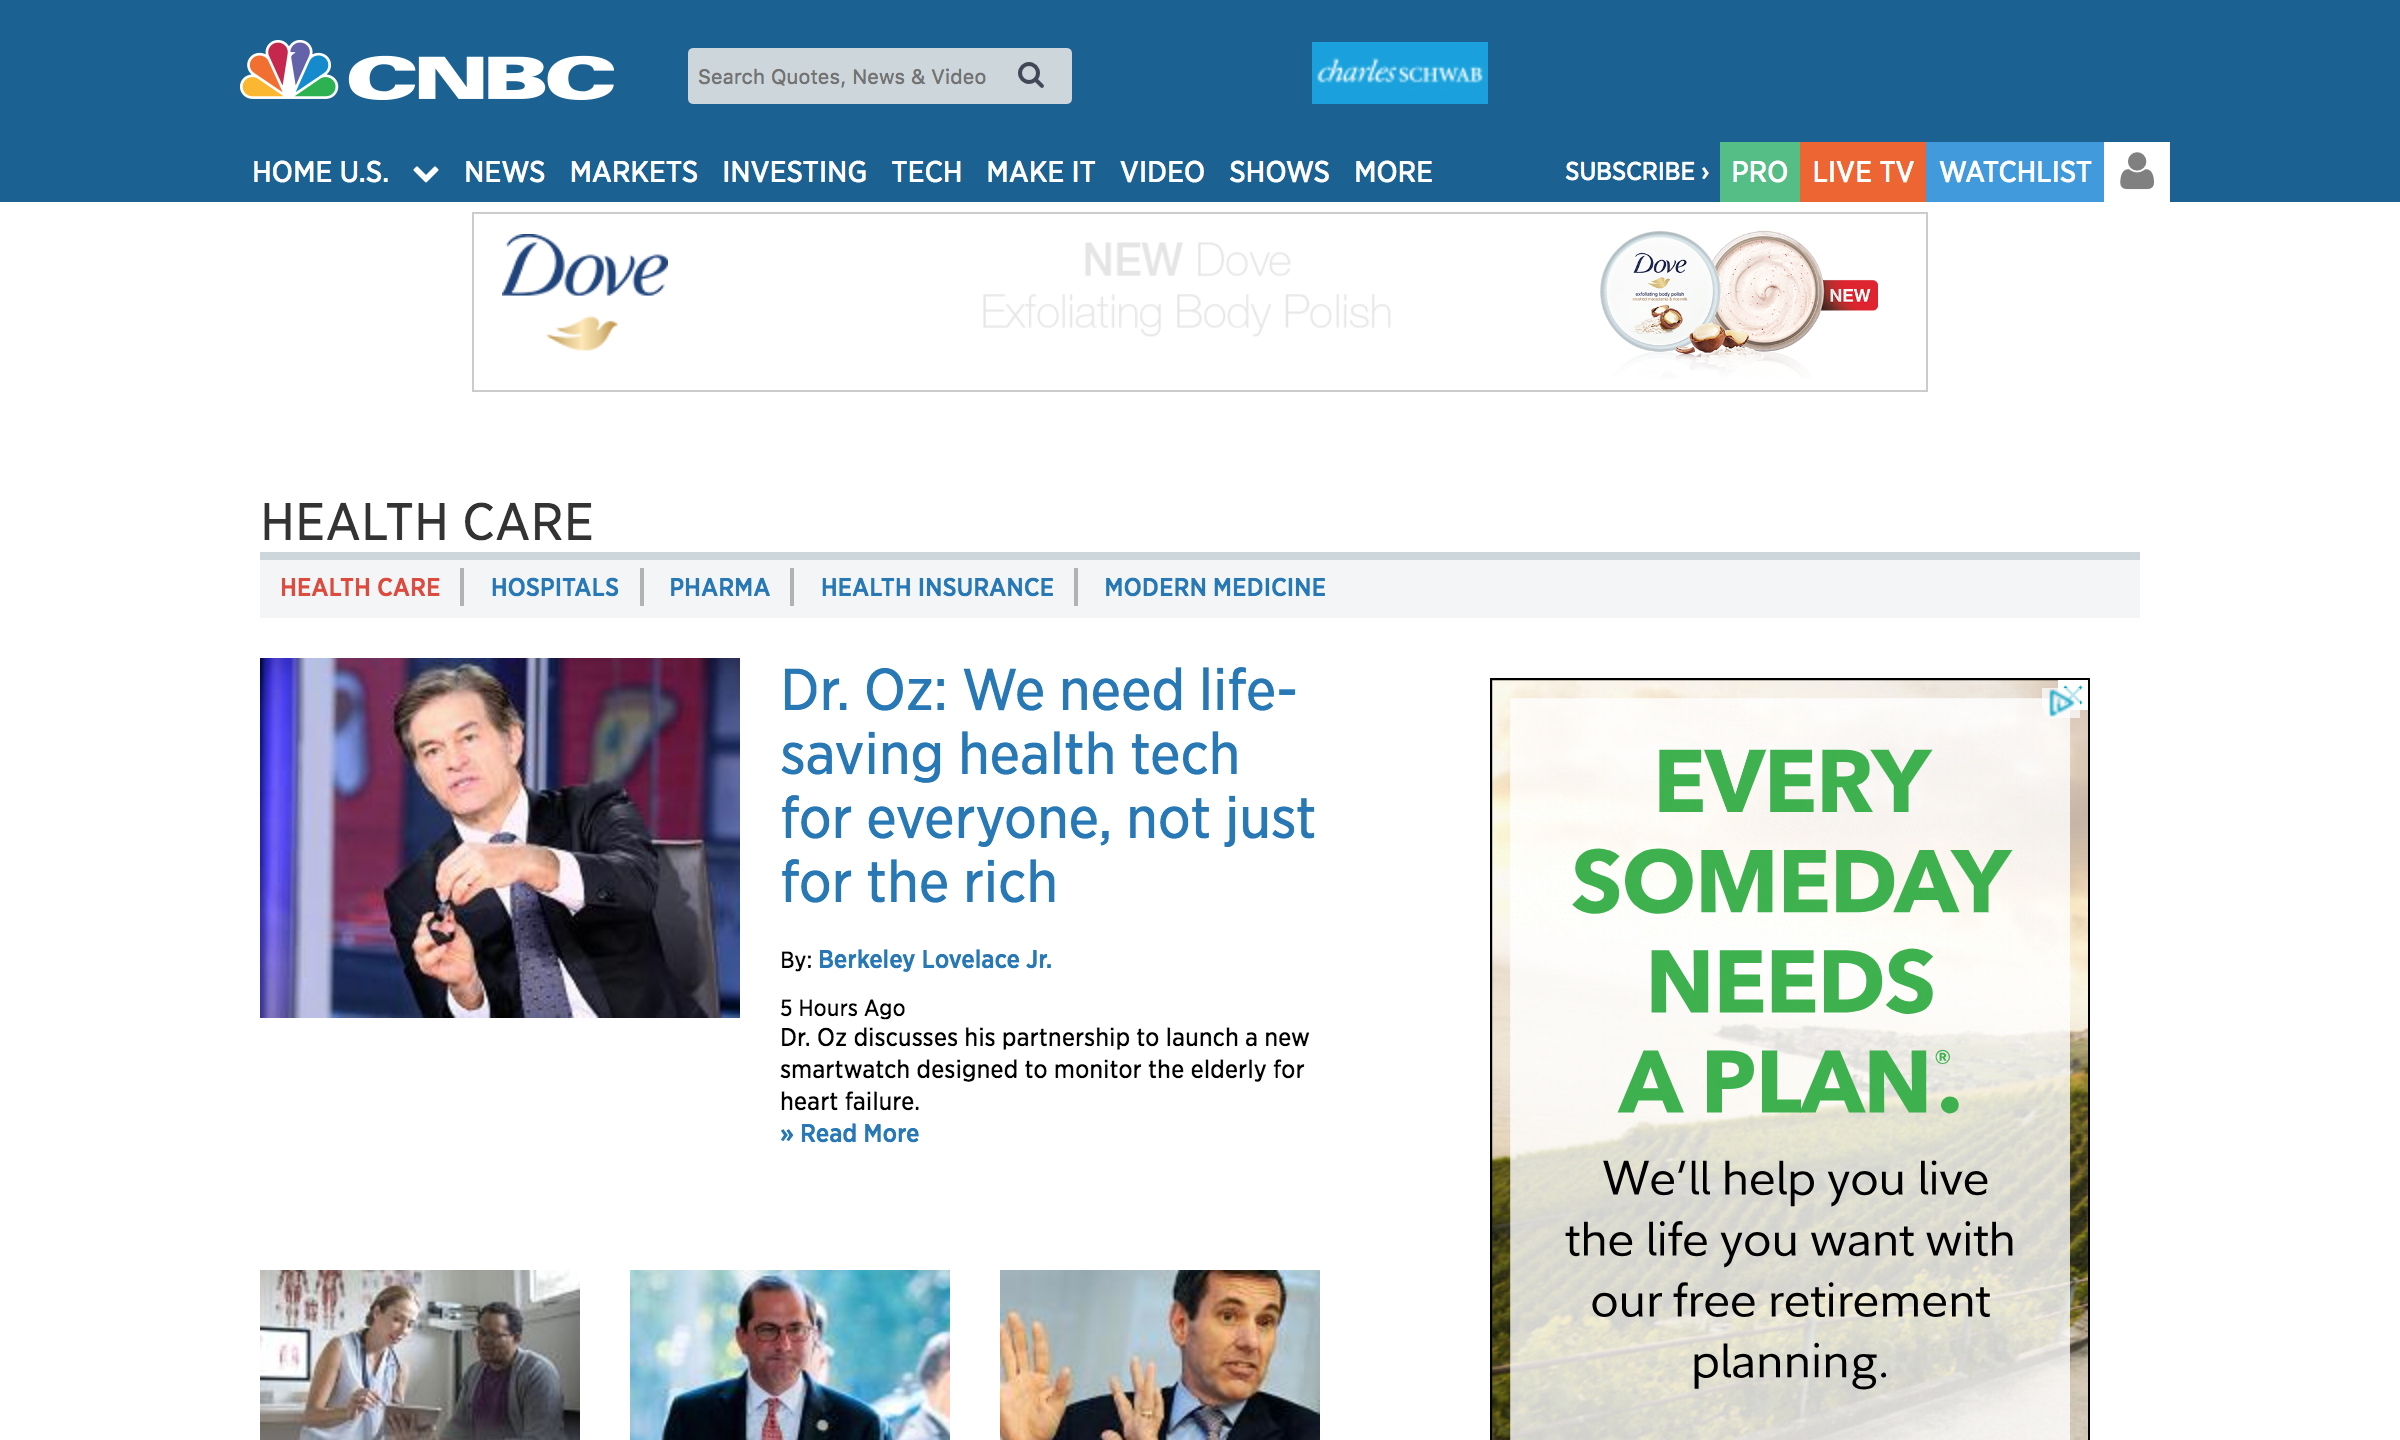 CNBC
Search Quotes, News & Video
charles SCHWAB
HOME U.S.
NEWS
MARKETS
INVESTING
TECH
MAKE IT
VIDEO
SHOWS
MORE
SUBSCRIBE ›
PRO
LIVE TV
WATCHLIST
Dove
NEW Dove
Exfoliating Body Polish
Dove
exfoliating body polish
NEW
HEALTH CARE
HEALTH CARE
HOSPITALS
PHARMA
HEALTH INSURANCE
MODERN MEDICINE
Dr. Oz: We need life-
saving health tech
for everyone, not just
for the rich
By: Berkeley Lovelace Jr.
5 Hours Ago
Dr. Oz discusses his partnership to launch a new
smartwatch designed to monitor the elderly for
heart failure.
» Read More
EVERY
SOMEDAY
NEEDS
A PLAN®.
We’ll help you live
the life you want with
our free retirement
planning.